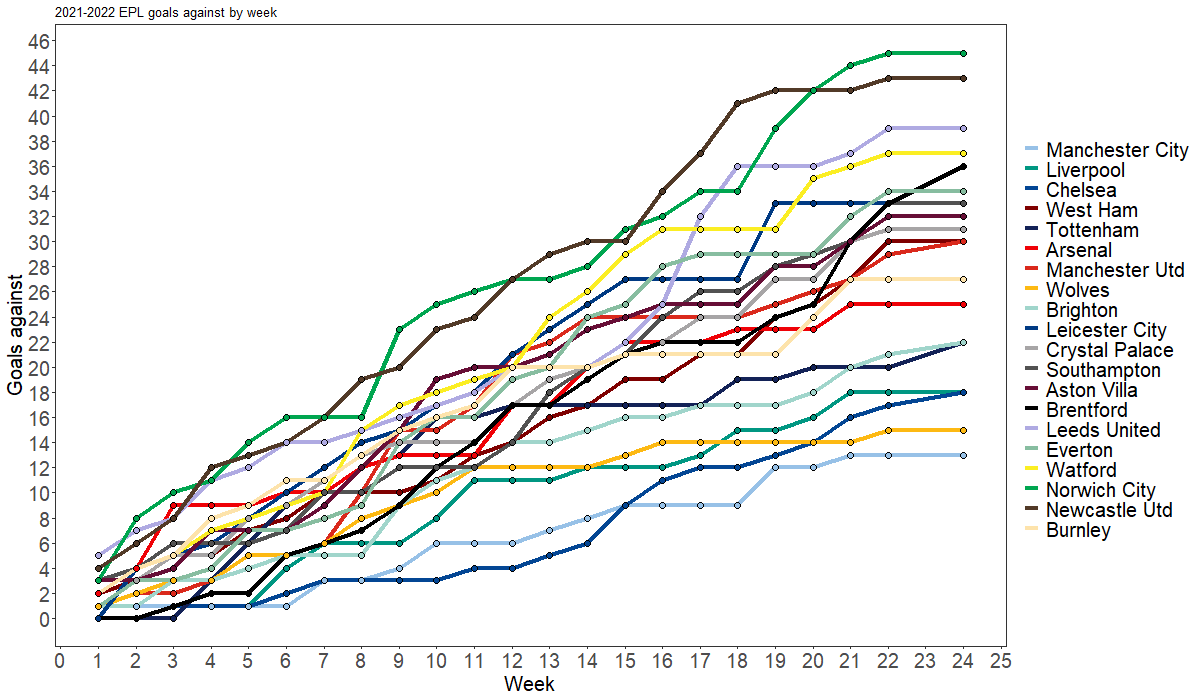 2021-2022 EPL goals against by week
Goals against
46
44
42
40
38
36
34
32
30
28
26
24
22
20
18
16
14
12
10
8
6
4
2
0
0 1 2 3 4 5 6 7 8 9 10 11 12 13 14 15 16 17 18 19 20 21 22 23 24 25
Week
Manchester City
Liverpool
Chelsea
West Ham
Tottenham
Arsenal
Manchester Utd
Wolves
Brighton
Leicester City
Crystal Palace
Southampton
Aston Villa
Brentford
Leeds United
Everton
Watford
Norwich City
Newcastle Utd
Burnley